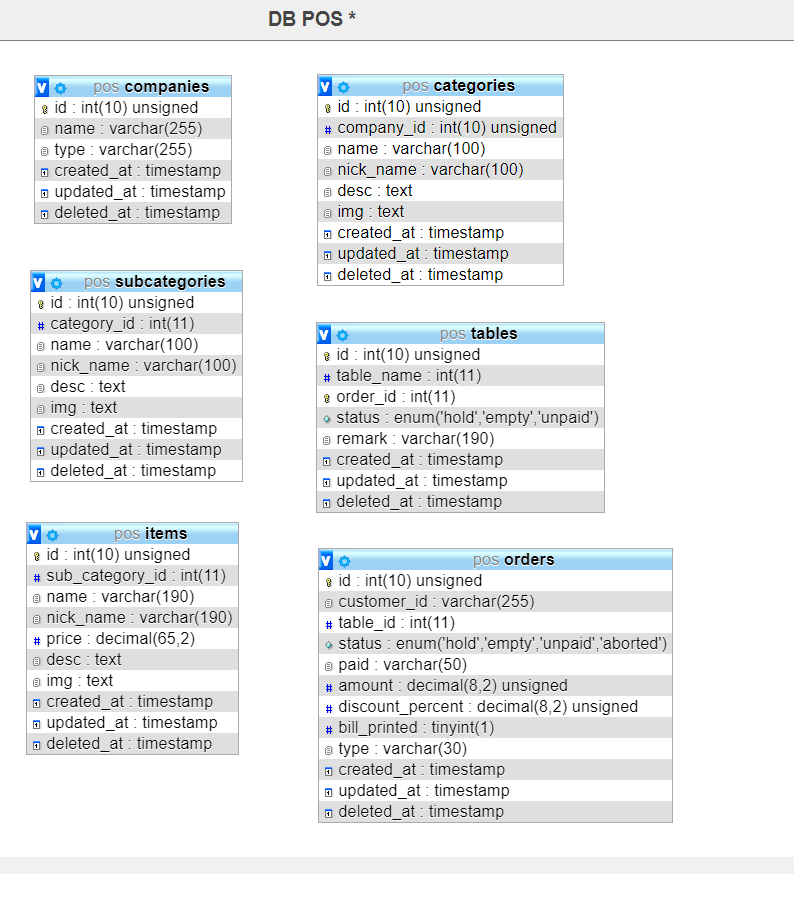 DB POS *
pos companies
id : int(10) unsigned
name : varchar(255)
type : varchar(255)
created_at : timestamp
updated_at : timestamp
deleted_at : timestamp
pos categories
id : int(10) unsigned
company_id : int(10) unsigned
name : varchar(100)
nick_name : varchar(100)
desc : text
img : text
created_at : timestamp
updated_at : timestamp
deleted_at : timestamp
pos subcategories
id : int(10) unsigned
category_id : int(11)
name : varchar(100)
nick_name : varchar(100)
desc : text
img : text
created_at : timestamp
updated_at : timestamp
deleted_at : timestamp
pos tables
id : int(10) unsigned
table_name : int(11)
order_id : int(11)
status : enum('hold','empty','unpaid')
remark : varchar(190)
created_at : timestamp
updated_at : timestamp
deleted_at : timestamp
pos items
id : int(10) unsigned
sub_category_id : int(11)
name : varchar(190)
nick_name : varchar(190)
price : decimal(65,2)
desc : text
img : text
created_at : timestamp
updated_at : timestamp
deleted_at : timestamp
pos orders
id : int(10) unsigned
customer_id : varchar(255)
table_id : int(11)
status : enum('hold','empty','unpaid','aborted')
paid : varchar(50)
amount : decimal(8,2) unsigned
discount_percent : decimal(8,2) unsigned
bill_printed : tinyint(1)
type : varchar(30)
created_at : timestamp
updated_at : timestamp
deleted_at : timestamp